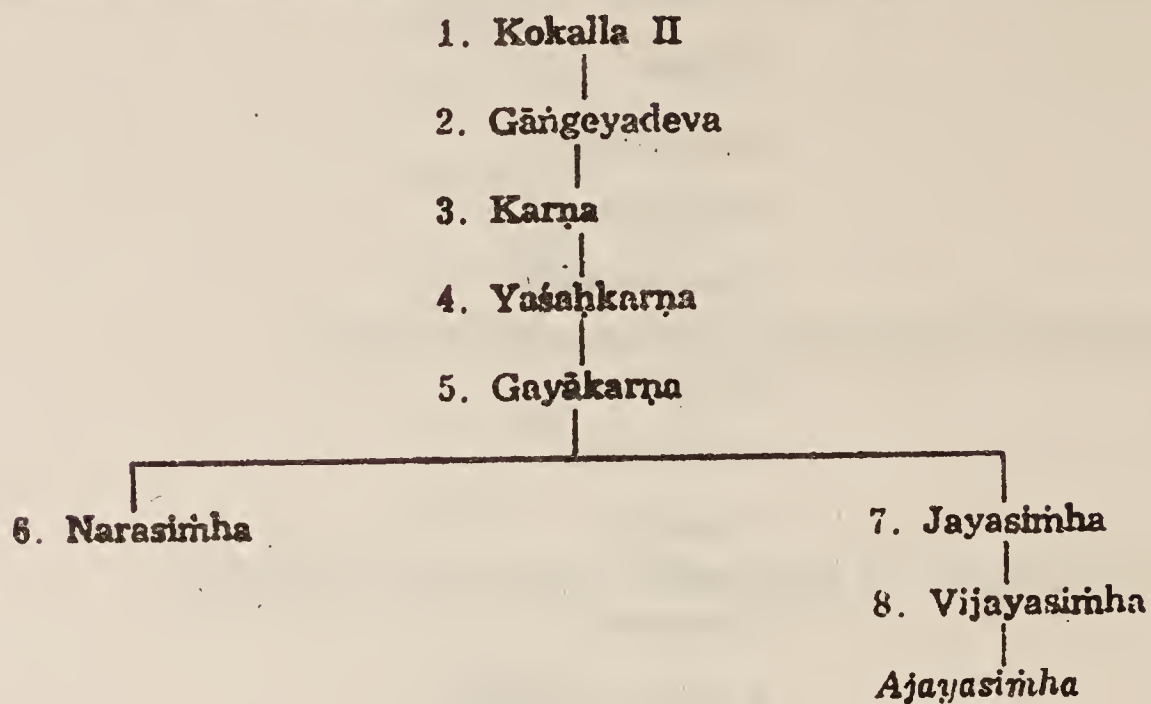 1. Kokalla II
2. Gāṅgeyadeva
3. Karṇa
4. Yaśaḥkarṇa
5. Gayākarṇa
6. Narasiṁha
7. Jayasiṁha
8. Vijayasiṁha
Ajayasiṁha